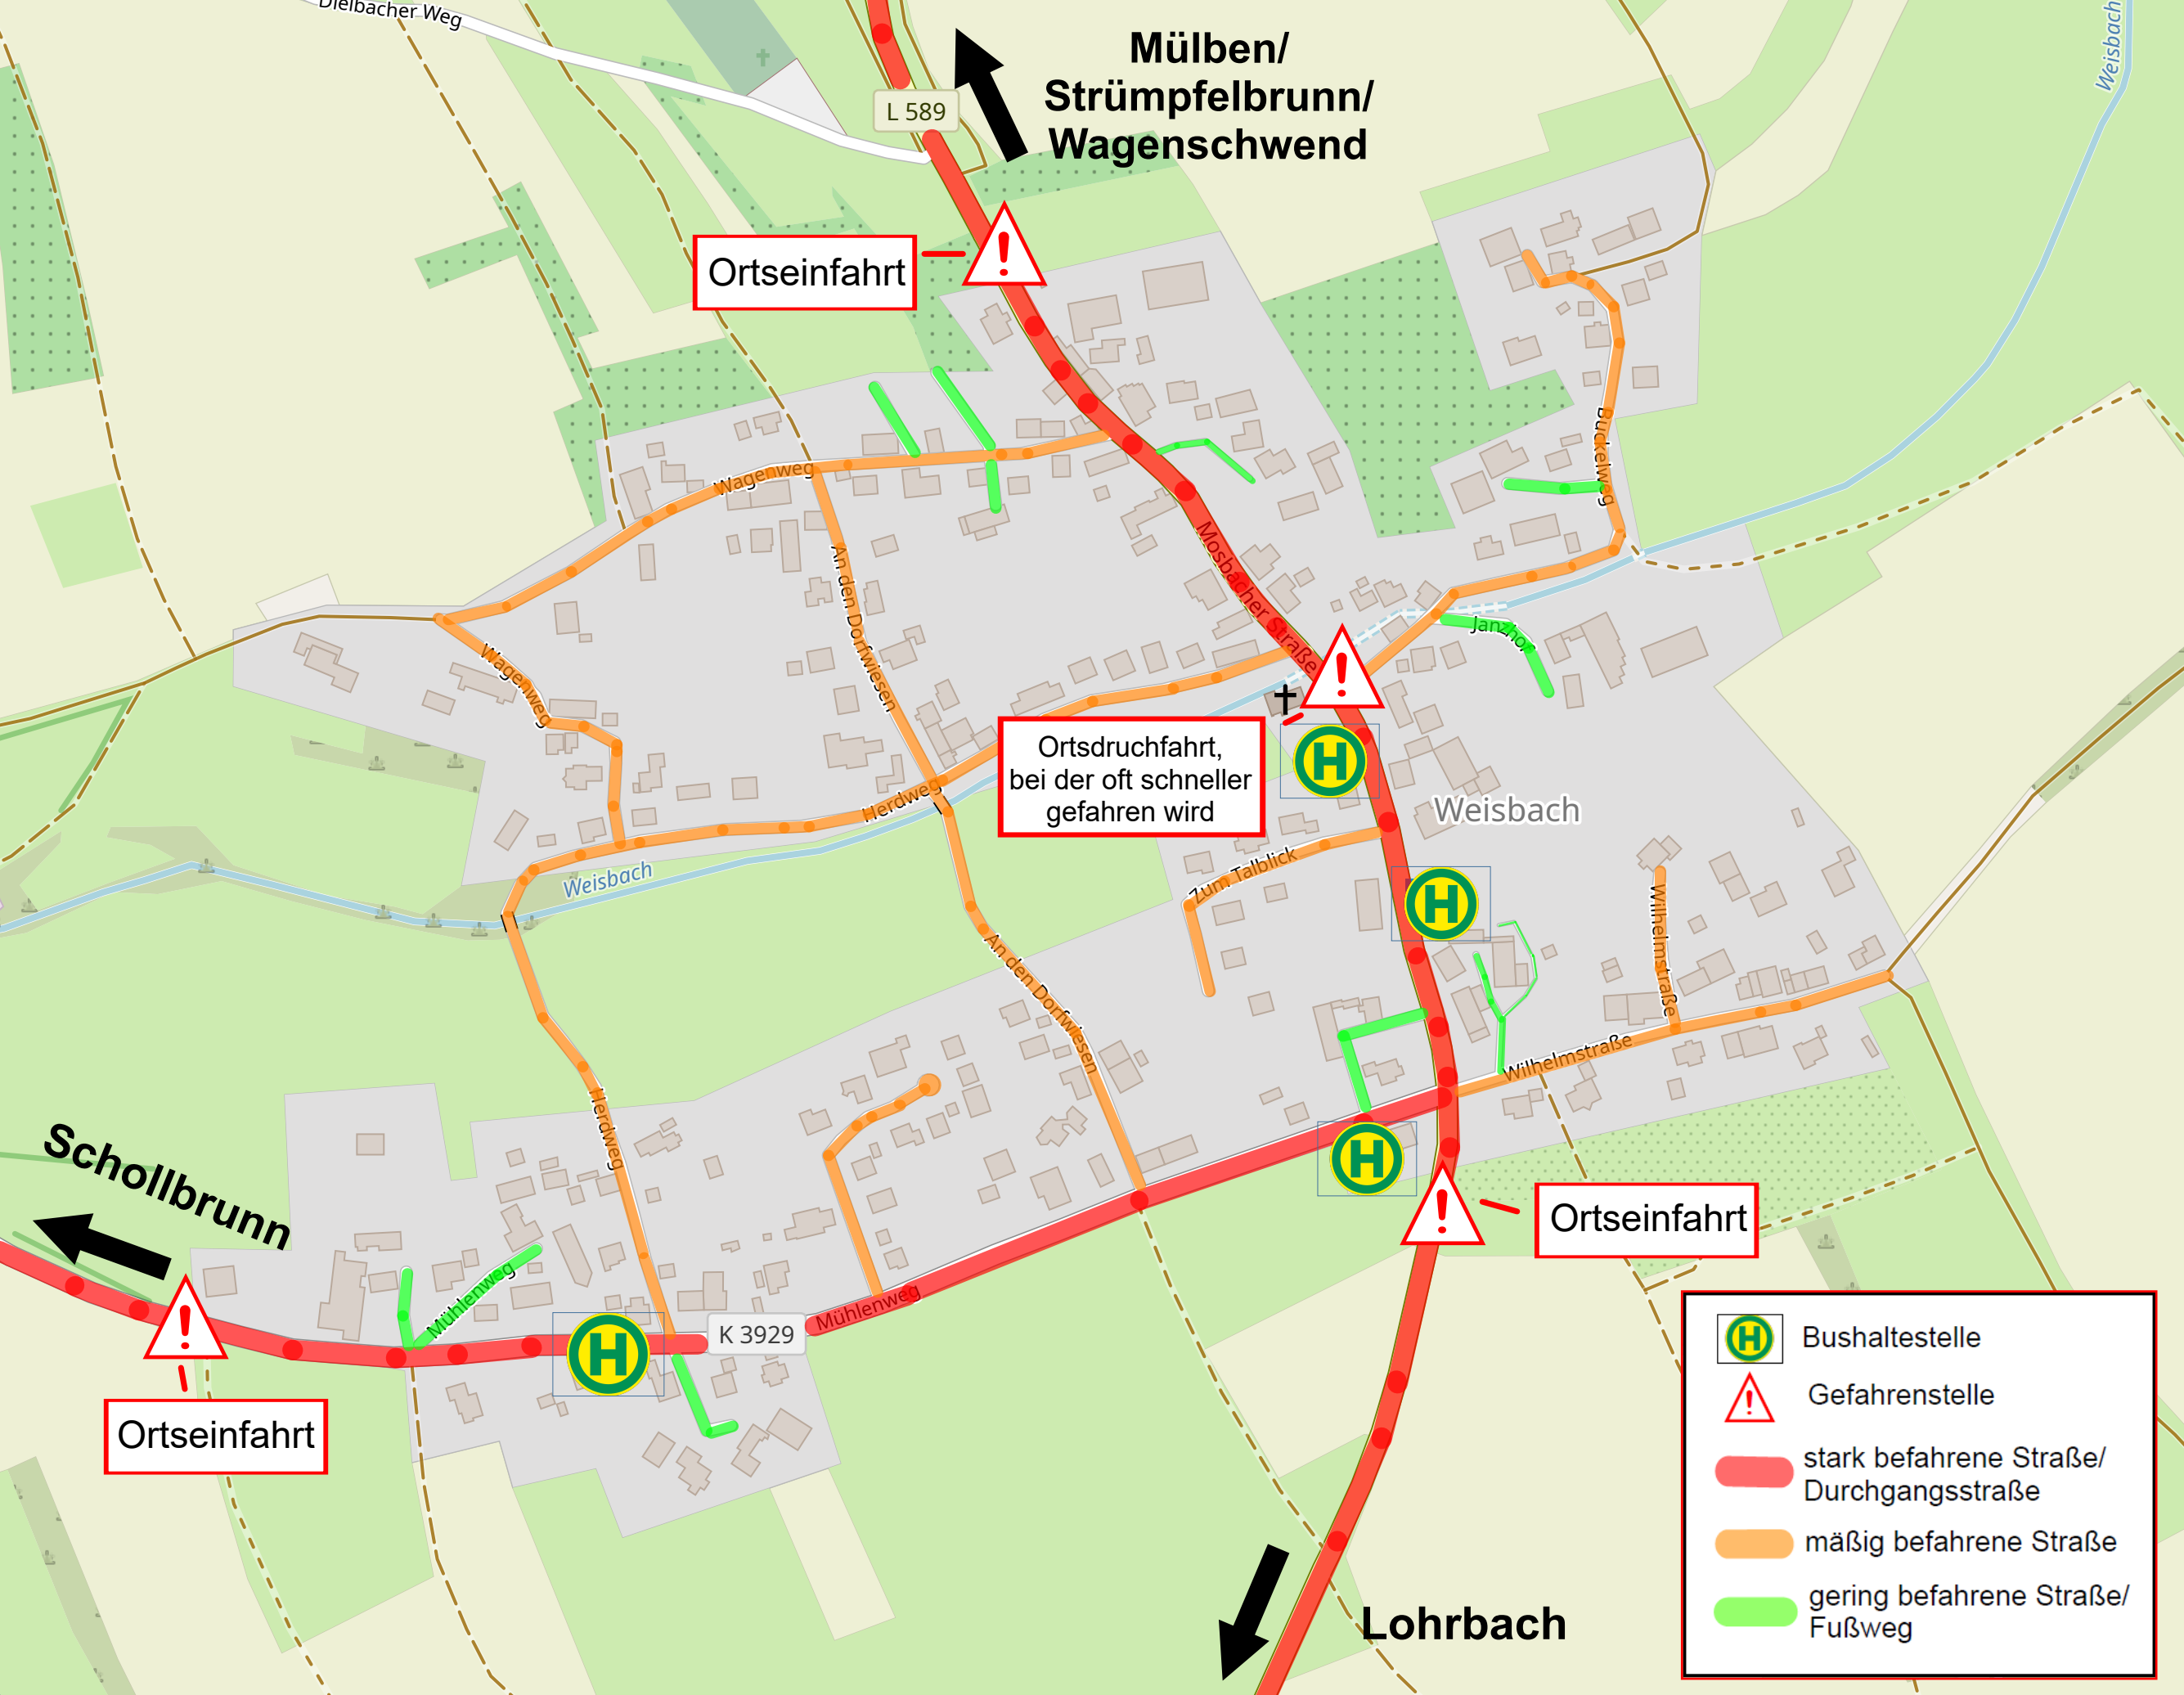 Dielbacher Weg
L 589
Mülben/
Strümpfelbrunn/
Wagenschwend
Weisbach
Ortseinfahrt
Buckelweg
Wagenweg
Mosbacher Straße
An den Dorfwiesen
Janzhof
Wagenweg
Ortsdruchfahrt,
bei der oft schneller
gefahren wird
H
Weisbach
Herdweg
Zum Talblick
Weisbach
H
Wilhelmstraße
An den Dorfwiesen
Wilhelmstraße
Herdweg
Schollbrunn
H
Ortseinfahrt
Mühlenweg
Mühlenweg
K 3929
H
Ortseinfahrt
Lohrbach
H
Bushaltestelle
Gefahrenstelle
stark befahrene Straße/
Durchgangsstraße
mäßig befahrene Straße
gering befahrene Straße/
Fußweg